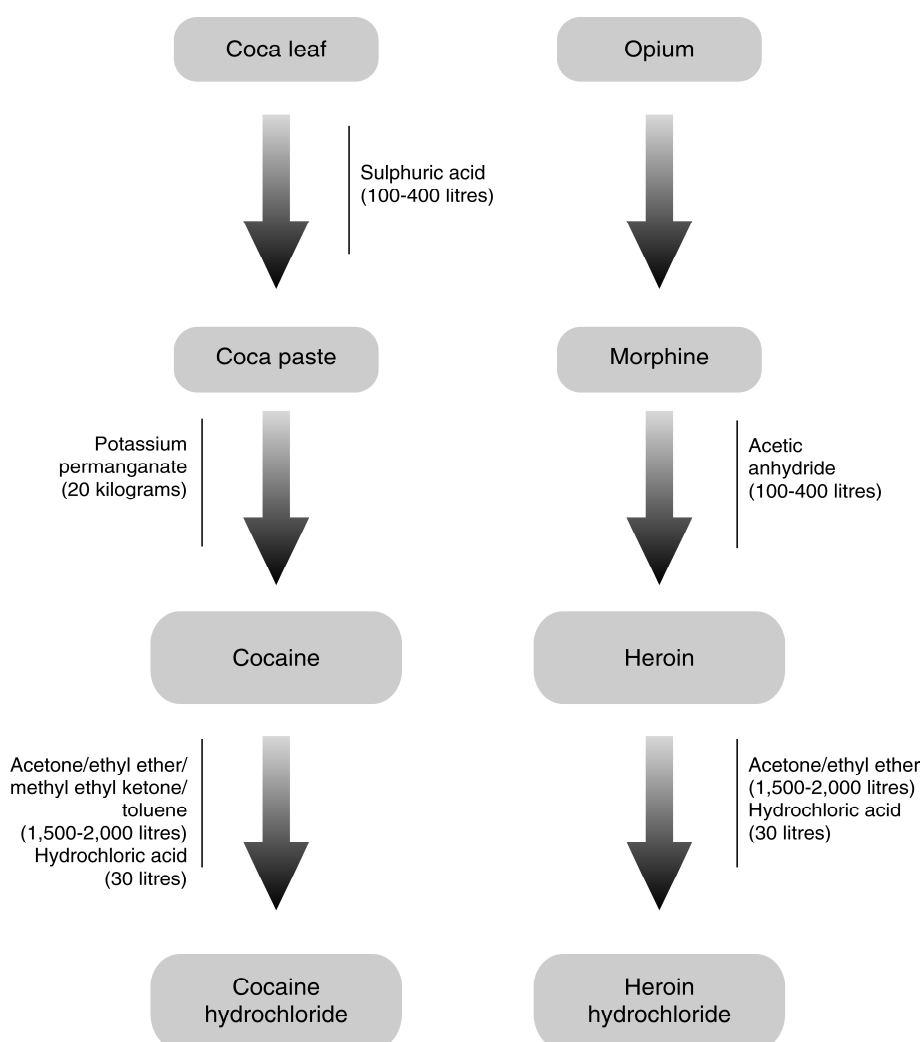 Coca leaf
Opium
Sulphuric acid
(100-400 litres)
Coca paste
Morphine
Potassium
permanganate
(20 kilograms)
Acetic
anhydride
(100-400 litres)
Cocaine
Heroin
Acetone/ethyl ether/
methyl ethyl ketone/
toluene
(1,500-2,000 litres)
Hydrochloric acid
(30 litres)
Acetone/ethyl ether
(1,500-2,000 litres)
Hydrochloric acid
(30 litres)
Cocaine
hydrochloride
Heroin
hydrochloride